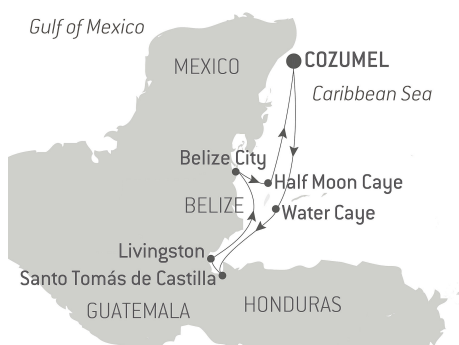 Gulf of Mexico
COZUMEL
MEXICO
Caribbean Sea
Belize City
Half Moon Caye
BELIZE
Water Caye
Livingston
Santo Tomás de Castilla
GUATEMALA
HONDURAS